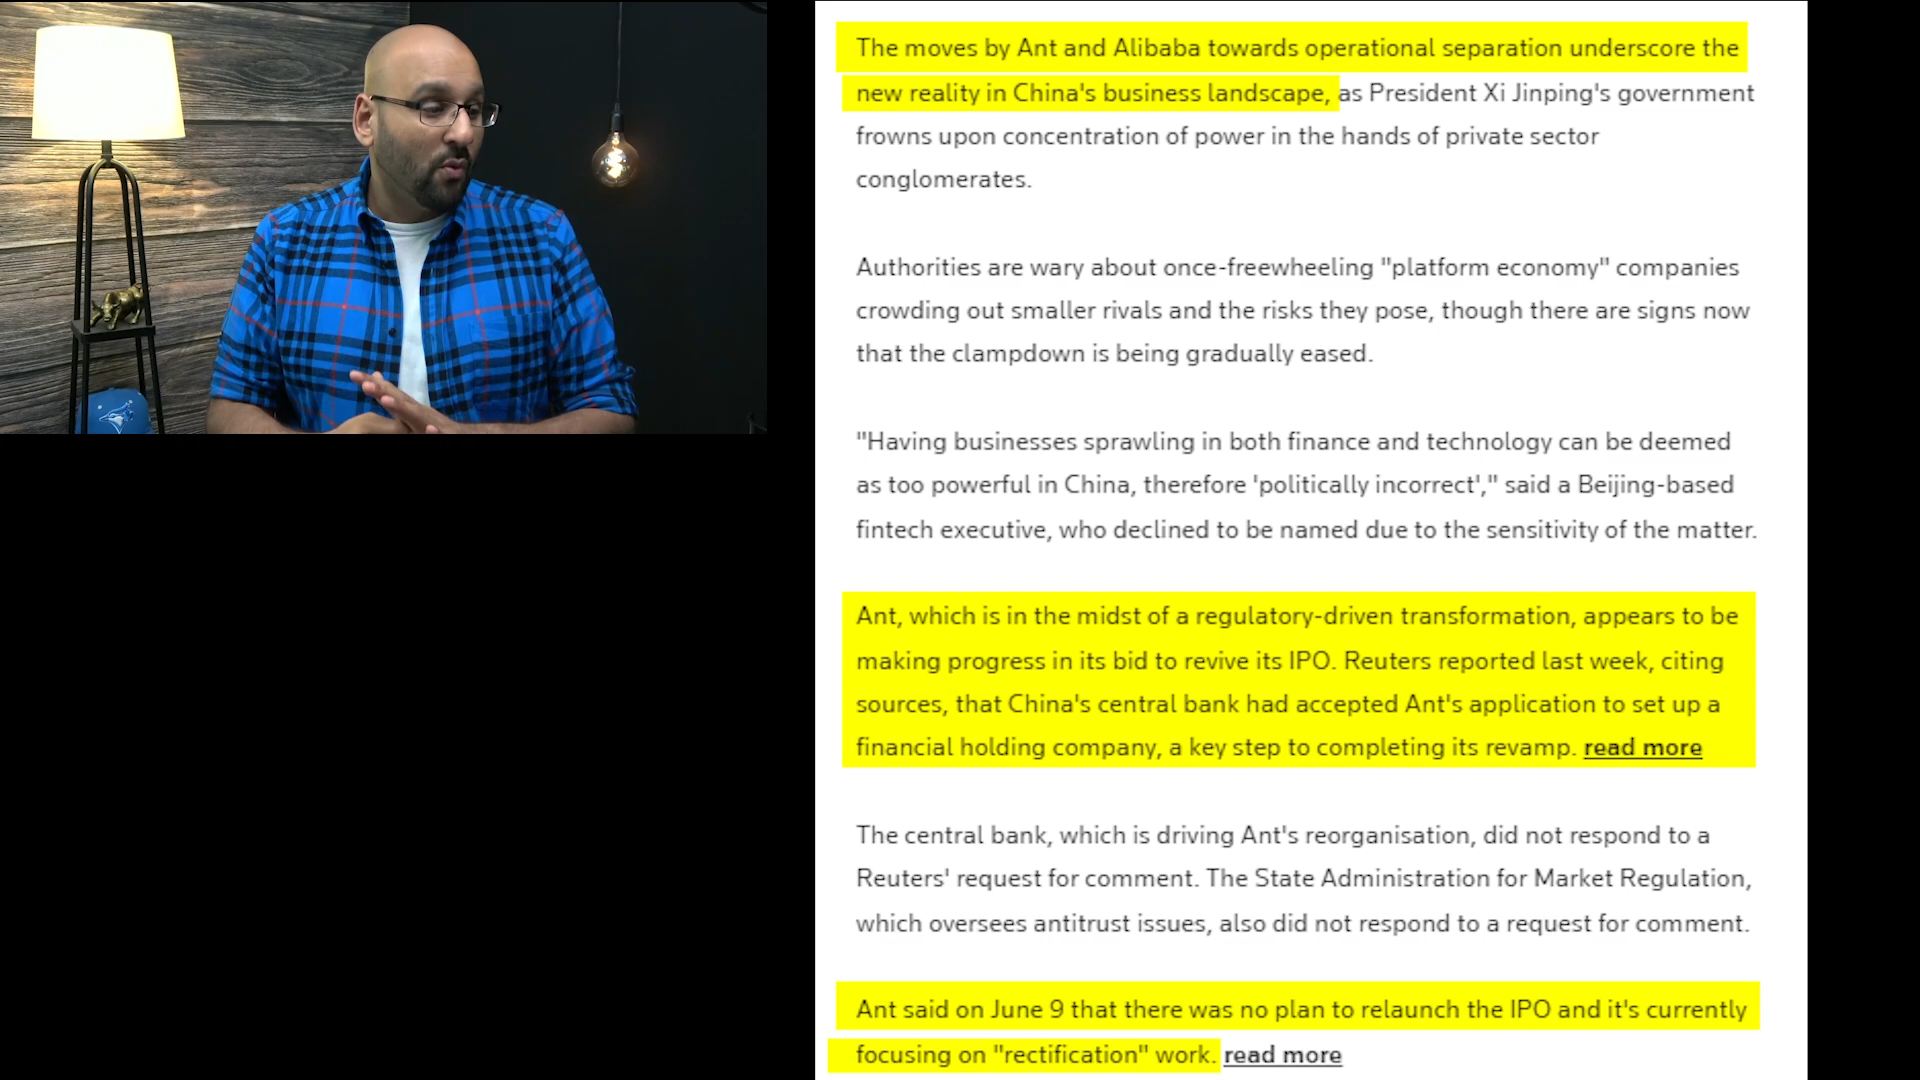 The moves by Ant and Alibaba towards operational separation underscore the
new reality in China's business landscape, as President Xi Jinping's government
frowns upon concentration of power in the hands of private sector
conglomerates.
Authorities are wary about once-freewheeling "platform economy" companies
crowding out smaller rivals and the risks they pose, though there are signs now
that the clampdown is being gradually eased.
"Having businesses sprawling in both finance and technology can be deemed
as too powerful in China, therefore 'politically incorrect'," said a Beijing-based
fintech executive, who declined to be named due to the sensitivity of the matter.
Ant, which is in the midst of a regulatory-driven transformation, appears to be
making progress in its bid to revive its IPO. Reuters reported last week, citing
sources, that China's central bank had accepted Ant's application to set up a
financial holding company, a key step to completing its revamp. read more
The central bank, which is driving Ant's reorganisation, did not respond to a
Reuters' request for comment. The State Administration for Market Regulation,
which oversees antitrust issues, also did not respond to a request for comment.
Ant said on June 9 that there was no plan to relaunch the IPO and it's currently
focusing on "rectification" work. read more